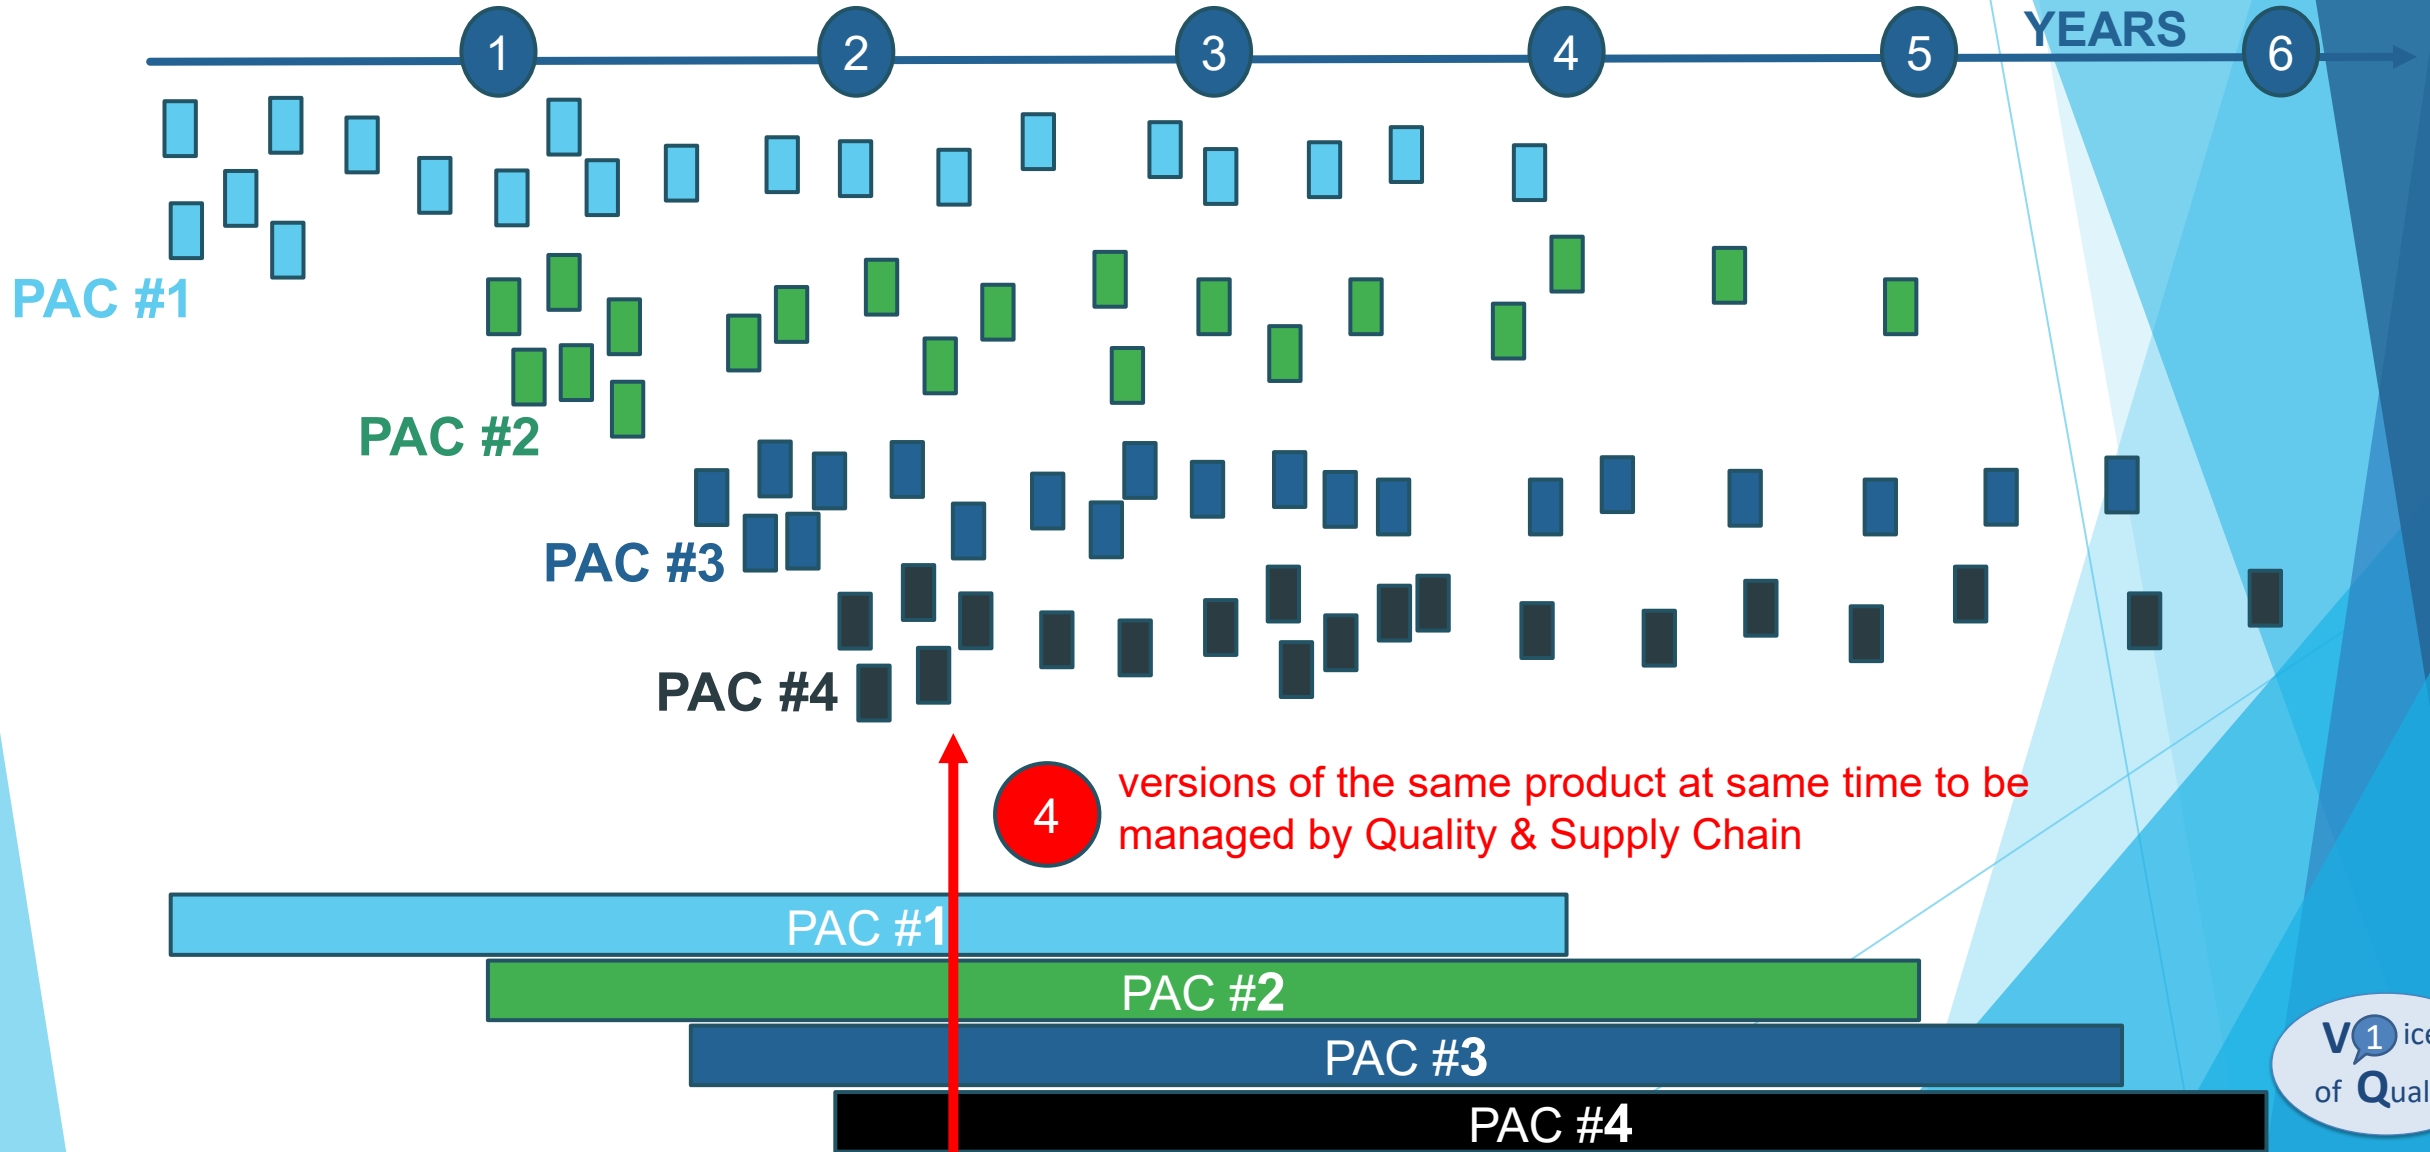 YEARS
1 2 3 4 5 6
PAC #1
PAC #2
PAC #3
PAC #4
4
versions of the same product at same time to be
managed by Quality & Supply Chain
PAC #1
PAC #2
PAC #3
PAC #4
V1ice
of Qual